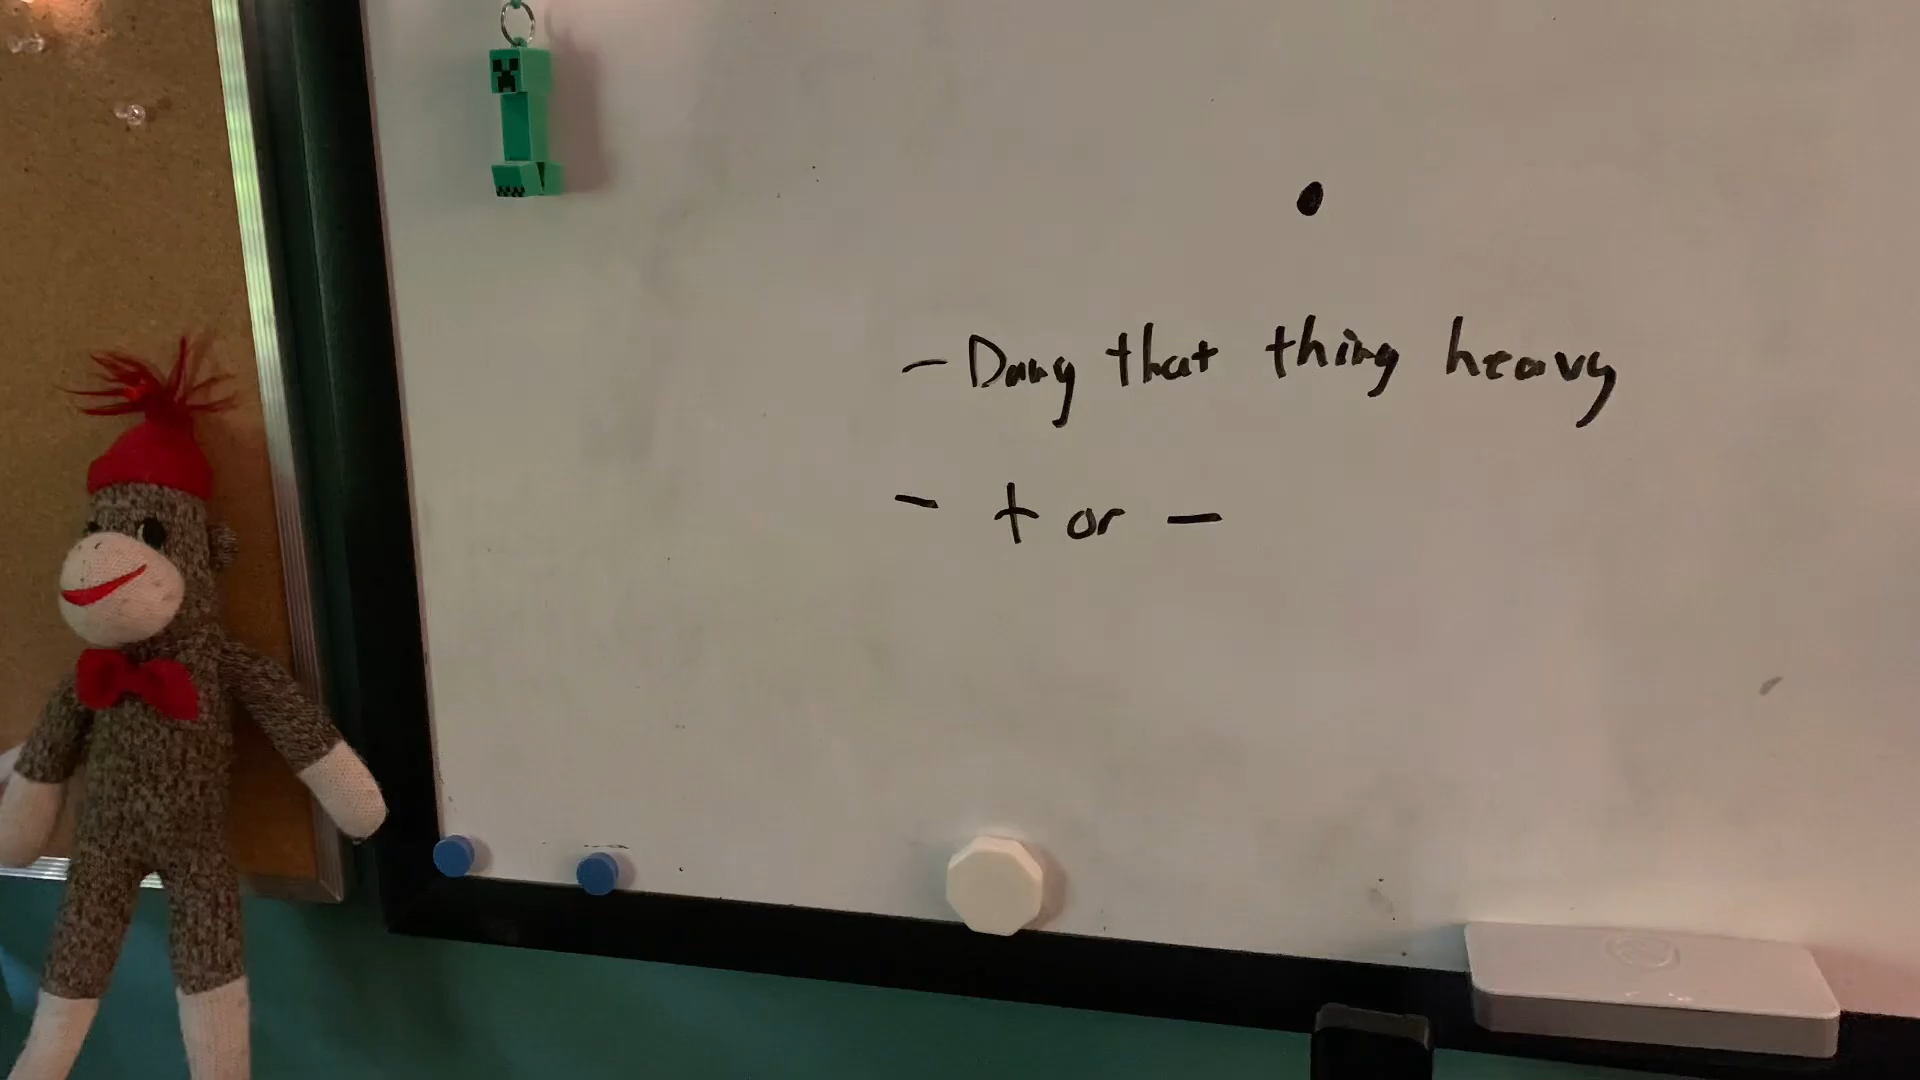 - Dang that thing heavy
- + or -